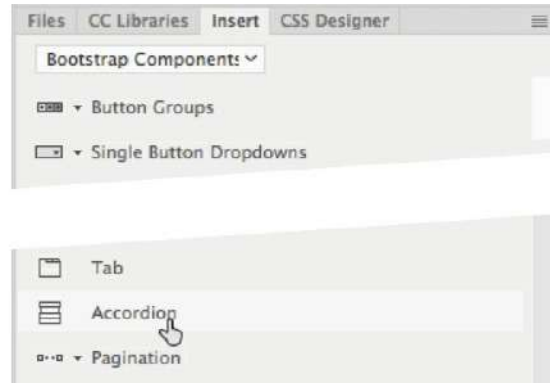 Files CC Libraries Insert CSS Designer
Bootstrap Components
Button Groups
Single Button Dropdowns
Tab
Accordion
Pagination